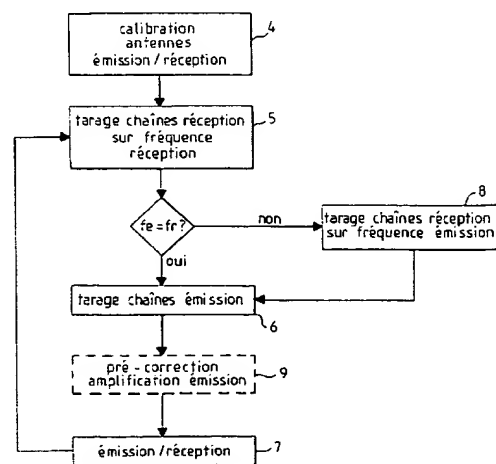 calibration
antennes
émission/réception
4
tarage chaînes réception
sur fréquence
réception
5
fe=fr?
non
oui
8
tarage chaînes réception
sur fréquence émission
tarage chaînes émission
6
pré-correction
amplification émission
9
émission/réception
7